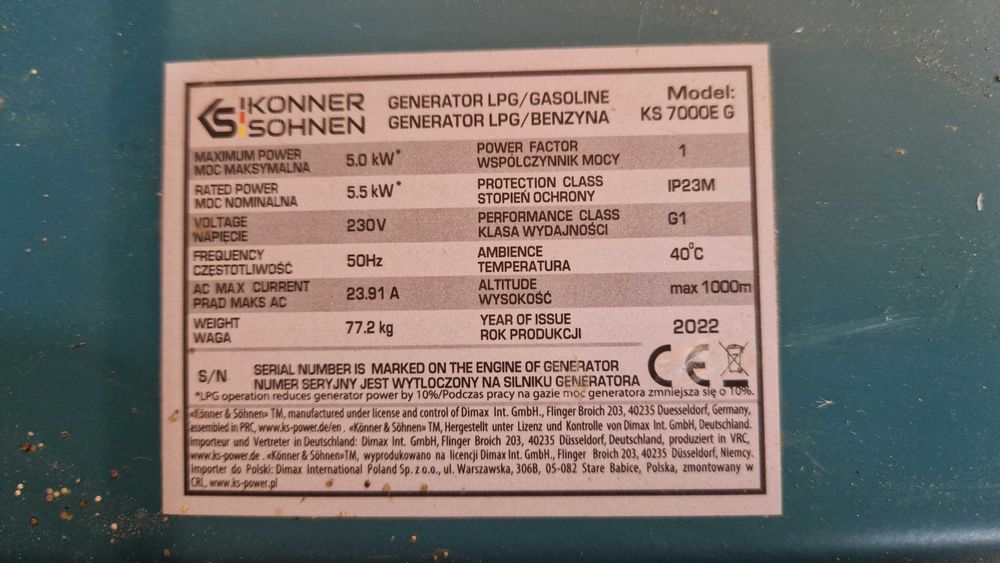 KS KÖNNER SÖHNEN
GENERATOR LPG/GASOLINE
GENERATOR LPG/BENZYNA
Model:
KS 7000E G
MAXIMUM POWER
MOC MAKSYMALNA
5.0 kW*
POWER FACTOR
WSPÓLCZYNNIK MOCY
1
RATED POWER
MOC NOMINALNA
5.5 kW*
PROTECTION CLASS
STOPIEŃ OCHRONY
IP23M
VOLTAGE
NAPIĘCIE
230V
PERFORMANCE CLASS
KLASA WYDAJNOŚCI
G1
FREQUENCY
CZĘSTOTLIWOŚĆ
50Hz
AMBIENCE
TEMPERATURA
40°C
AC MAX CURRENT
PRAD MAKS AC
23.91 A
ALTITUDE
WYSOKOŚĆ
max 1000m
WEIGHT
WAGA
77.2 kg
YEAR OF ISSUE
ROK PRODUKCJI
2022
S/N
SERIAL NUMBER IS MARKED ON THE ENGINE OF GENERATOR
NUMER SERYJNY JEST WYTLOCZONY NA SILNIKU GENERATORA
CE
*LPG operation reduces generator power by 10%/Podczas pracy na gazie moc generatora zmniejsza się o 10%.
«Könner & Söhnen» TM, manufactured under license and control of Dimax Int. GmbH., Flinger Broich 203, 40235 Duesseldorf, Germany,
assembled in PRC, www.ks-power.de/en . «Könner & Söhnen» TM, Hergestellt unter Lizenz und Kontrolle von Dimax Int. GmbH, Deutschland.
Importeur und Vertreter in Deutschland: Dimax Int. GmbH, Flinger Broich 203, 40235 Düsseldorf, Deutschland, produziert in VRC,
www.ks-power.de . «Könner & Söhnen»TM, wyprodukowano na licencji Dimax Int. GmbH, Flinger Broich 203, 40235 Düsseldorf, Niemcy.
Importer do Polski: Dimax International Poland Sp. z o.o., ul. Warszawska, 306B, 05-082 Stare Babice, Polska, zmontowany w
CRL, www.ks-power.pl